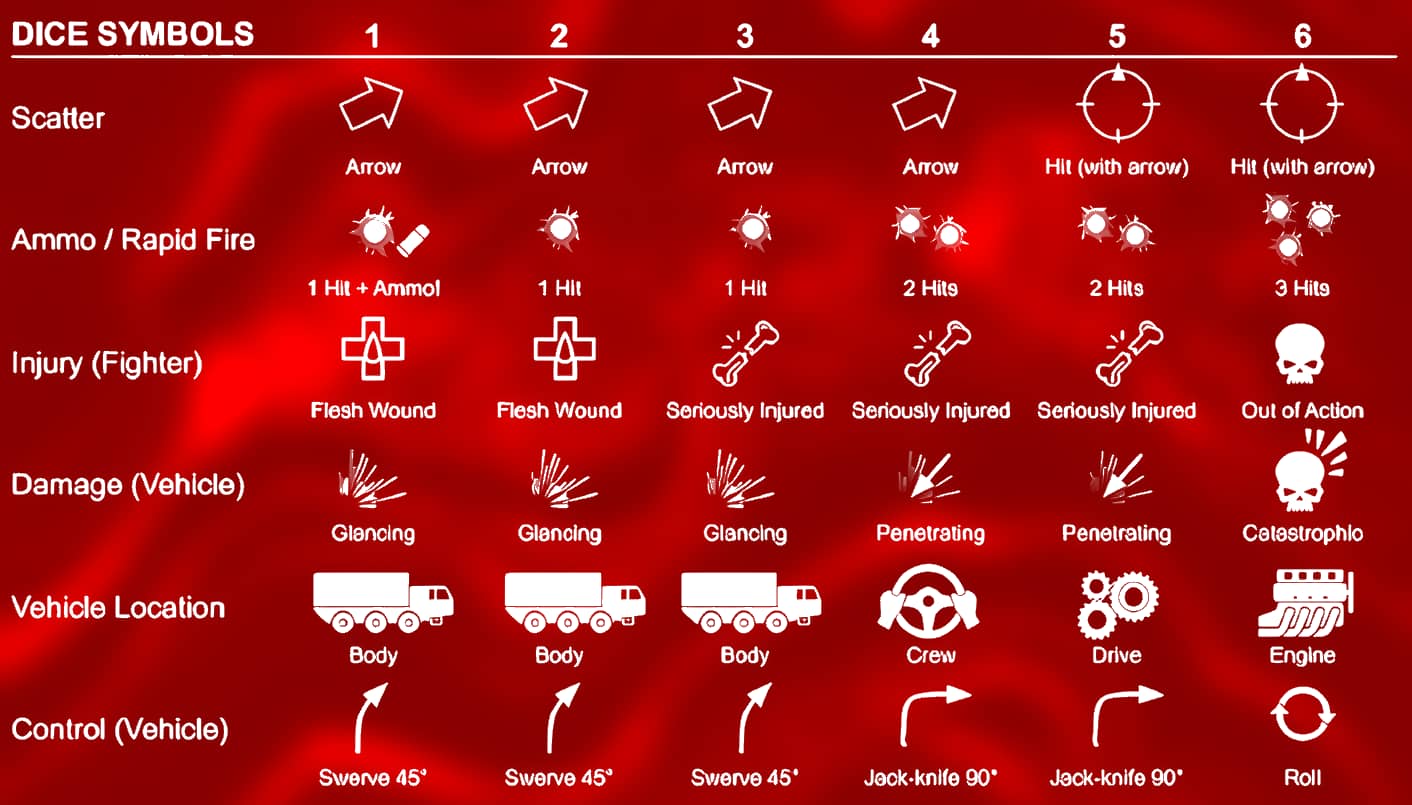 DICE SYMBOLS 1 2 3 4 5 6
Scatter
Arrow Arrow Arrow Arrow Hit (with arrow) Hit (with arrow)
Ammo / Rapid Fire
1 Hit + Ammo! 1 Hit 1 Hit 2 Hits 2 Hits 3 Hits
Injury (Fighter)
Flesh Wound Flesh Wound Seriously Injured Seriously Injured Seriously Injured Out of Action
Damage (Vehicle)
Glancing Glancing Glancing Penetrating Penetrating Catastrophic
Vehicle Location
Body Body Body Crew Drive Engine
Control (Vehicle)
Swerve 45° Swerve 45° Swerve 45° Jack-knife 90° Jack-knife 90° Roll